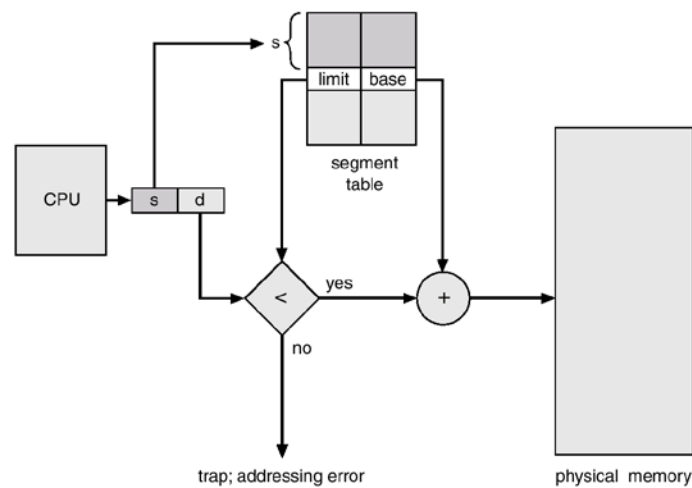 s
limit base
segment
table
CPU
s d
<
yes
+
no
trap; addressing error
physical memory